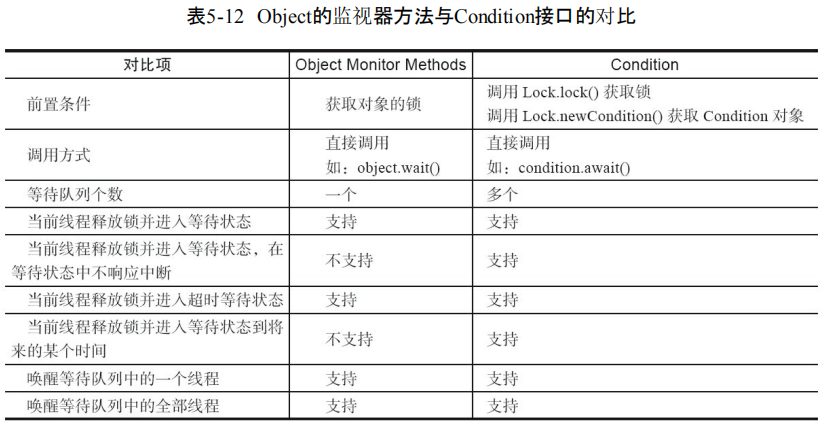 表5-12 Object的监视器方法与Condition接口的对比
对比项 Object Monitor Methods Condition
前置条件 获取对象的锁 调用 Lock.lock() 获取锁
调用 Lock.newCondition() 获取 Condition 对象
调用方式 直接调用 直接调用
如：object.wait() 如：condition.await()
等待队列个数 一个 多个
当前线程释放锁并进入等待状态 支持 支持
当前线程释放锁并进入等待状态，在
等待状态中不响应中断 不支持 支持
当前线程释放锁并进入超时等待状态 支持 支持
当前线程释放锁并进入等待状态到将
来的某个时间 不支持 支持
唤醒等待队列中的一个线程 支持 支持
唤醒等待队列中的全部线程 支持 支持